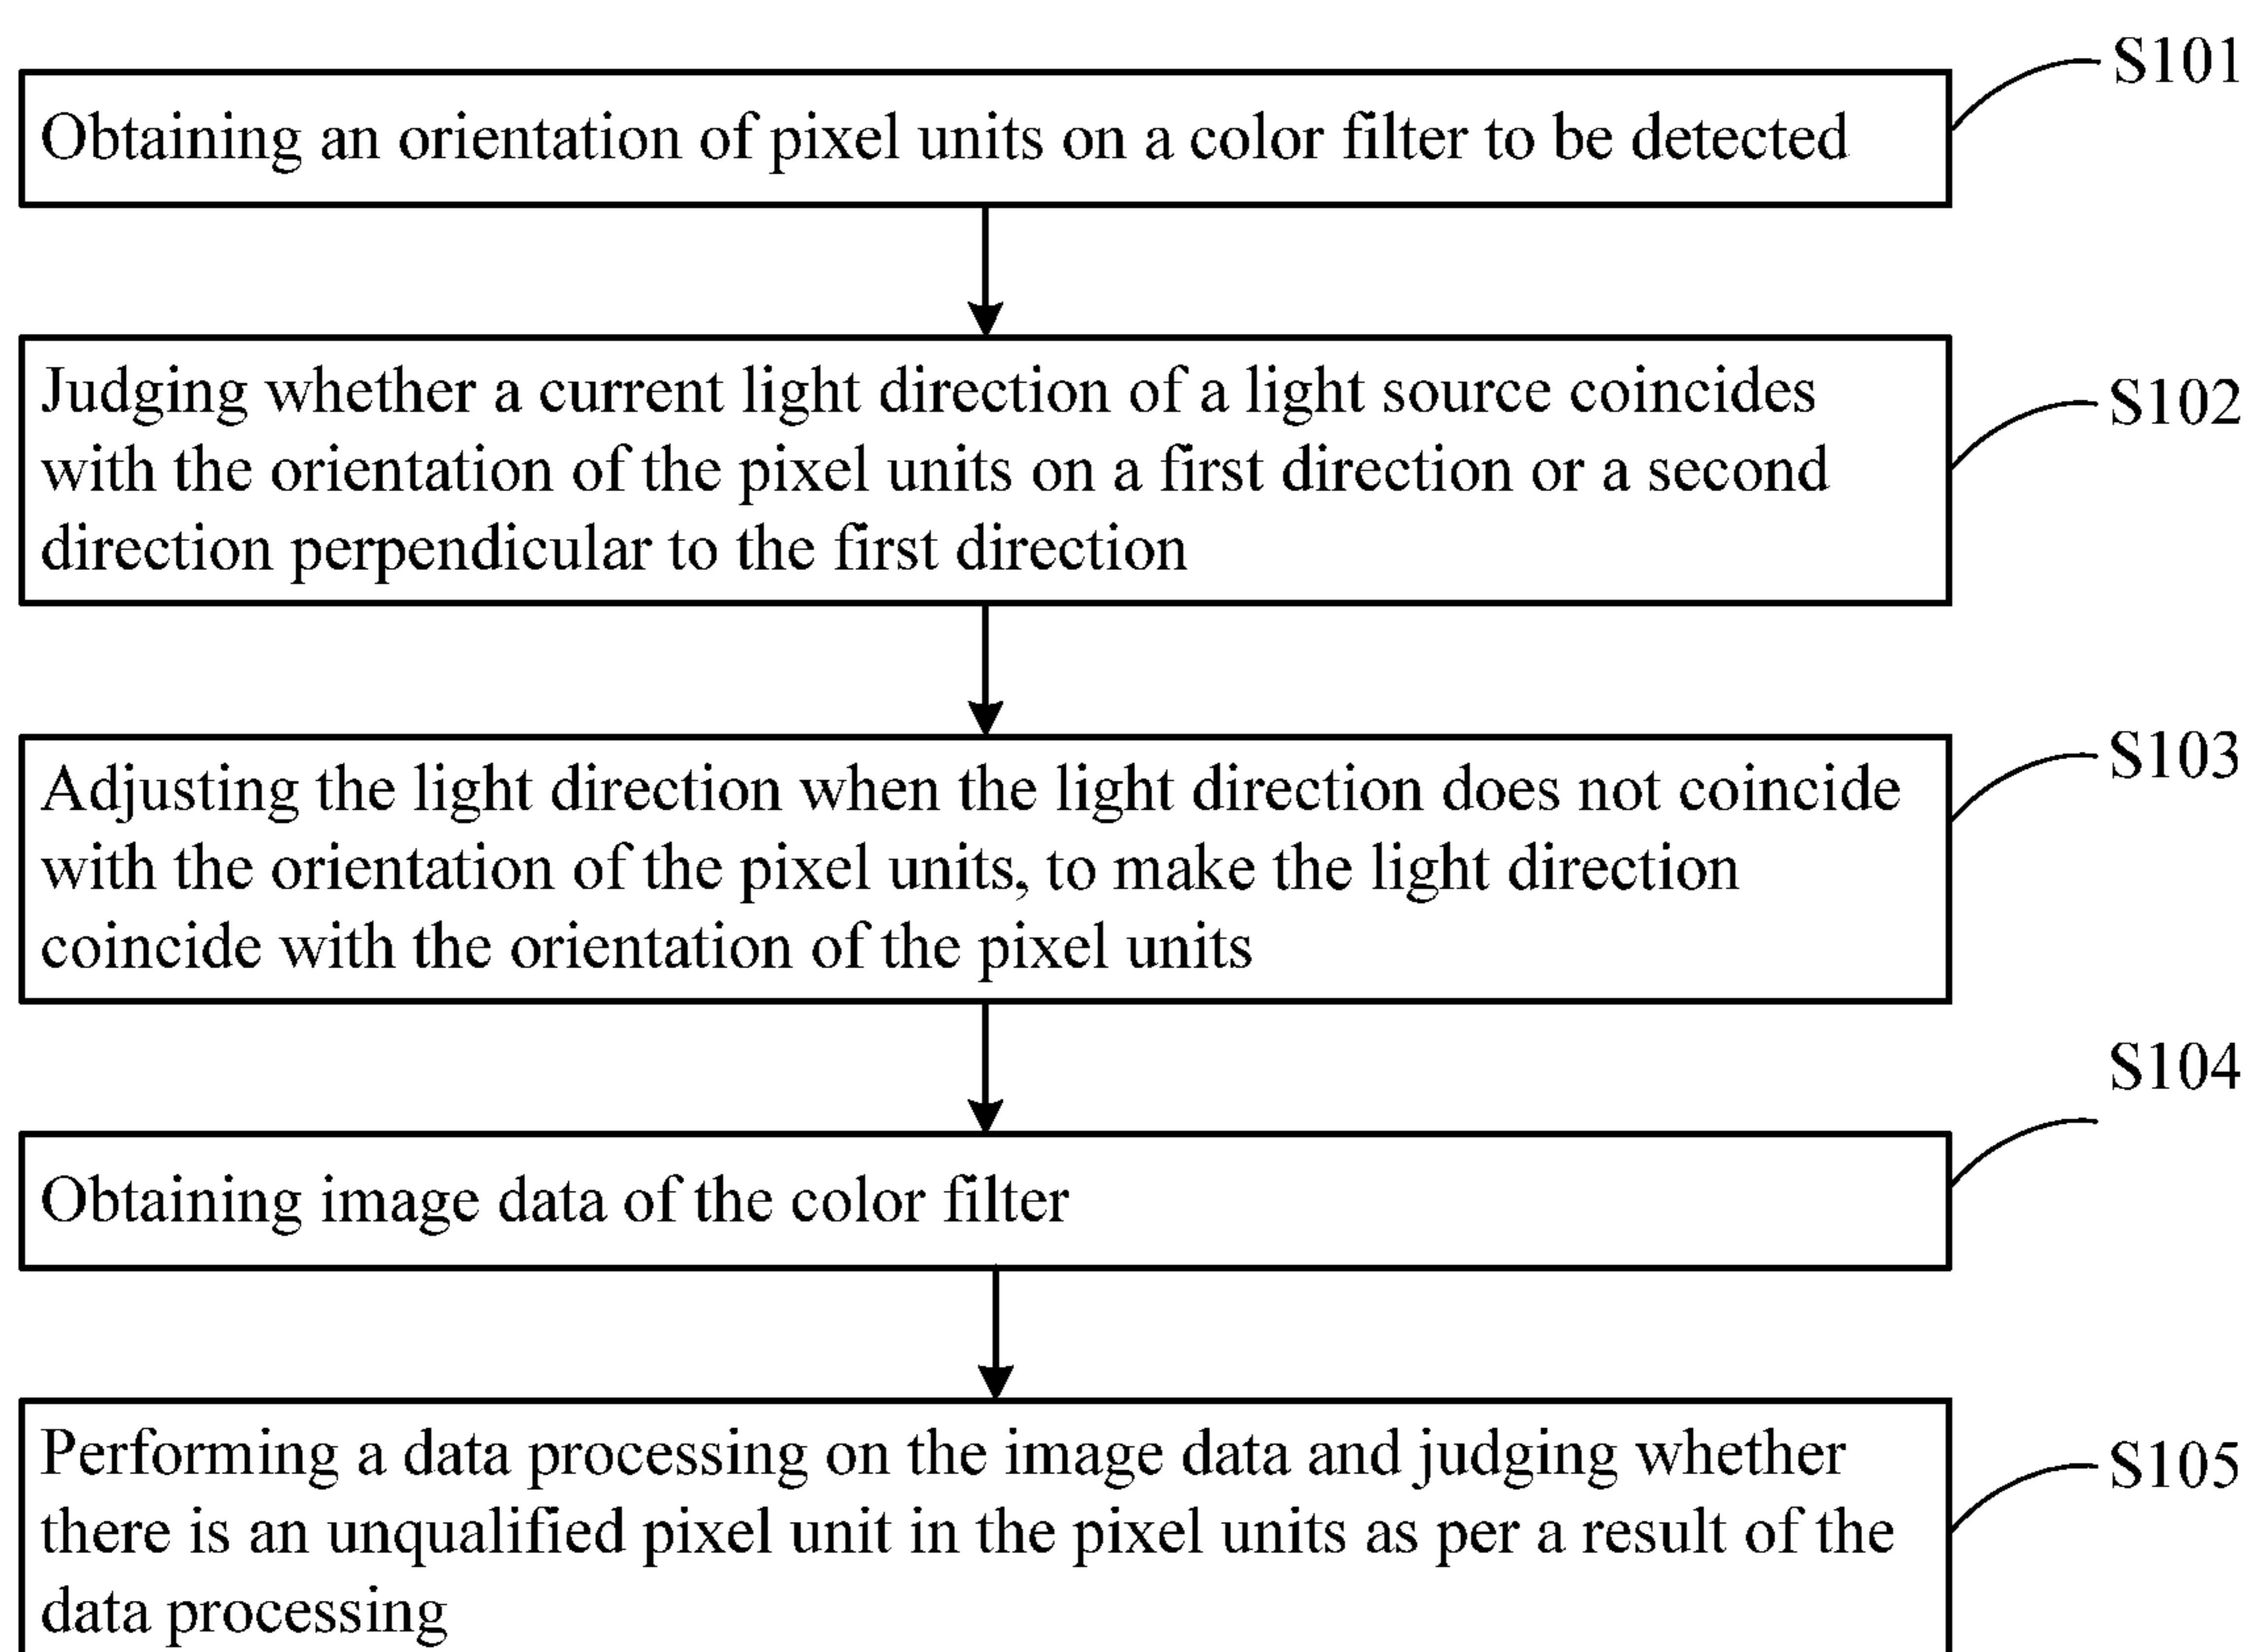 S101
Obtaining an orientation of pixel units on a color filter to be detected
Judging whether a current light direction of a light source coincides
with the orientation of the pixel units on a first direction or a second
direction perpendicular to the first direction
S102
Adjusting the light direction when the light direction does not coincide
with the orientation of the pixel units, to make the light direction
coincide with the orientation of the pixel units
S103
Obtaining image data of the color filter
S104
Performing a data processing on the image data and judging whether
there is an unqualified pixel unit in the pixel units as per a result of the
data processing
S105